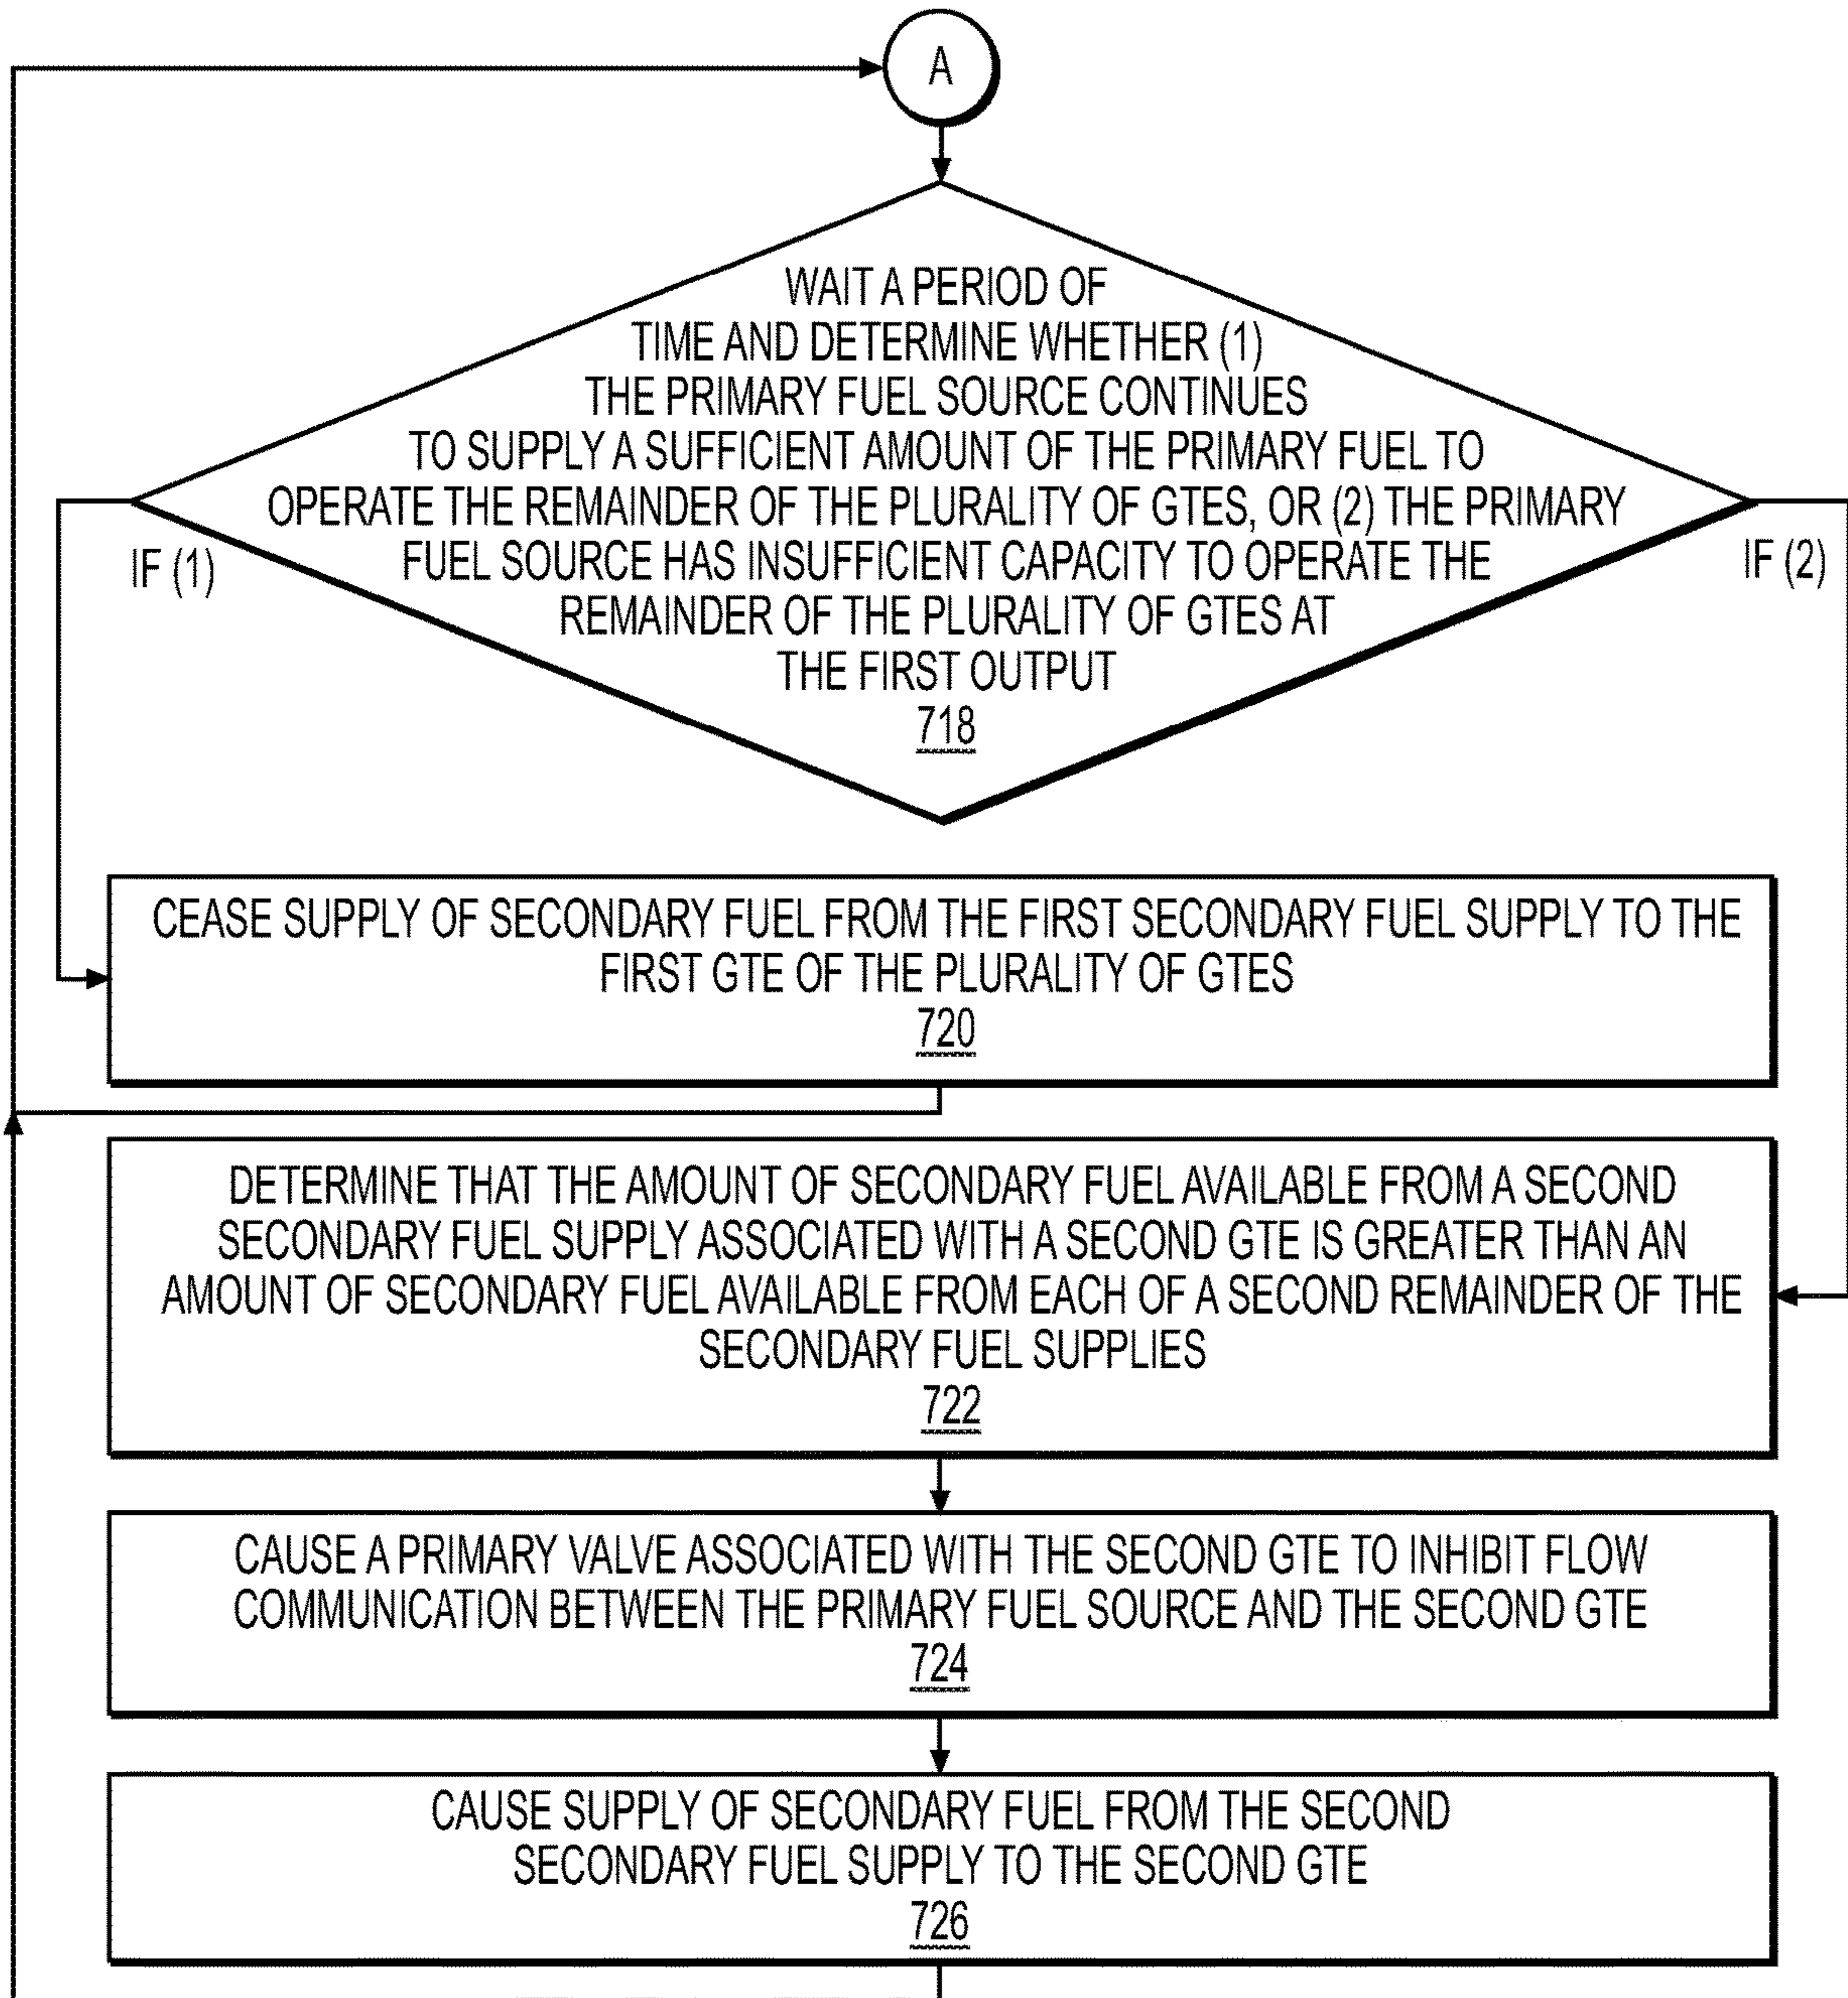 A
WAIT A PERIOD OF
TIME AND DETERMINE WHETHER (1)
THE PRIMARY FUEL SOURCE CONTINUES
TO SUPPLY A SUFFICIENT AMOUNT OF THE PRIMARY FUEL TO
OPERATE THE REMAINDER OF THE PLURALITY OF GTES, OR (2) THE PRIMARY
FUEL SOURCE HAS INSUFFICIENT CAPACITY TO OPERATE THE
REMAINDER OF THE PLURALITY OF GTES AT
THE FIRST OUTPUT
718
IF (1)
IF (2)
CEASE SUPPLY OF SECONDARY FUEL FROM THE FIRST SECONDARY FUEL SUPPLY TO THE
FIRST GTE OF THE PLURALITY OF GTES
720
DETERMINE THAT THE AMOUNT OF SECONDARY FUEL AVAILABLE FROM A SECOND
SECONDARY FUEL SUPPLY ASSOCIATED WITH A SECOND GTE IS GREATER THAN AN
AMOUNT OF SECONDARY FUEL AVAILABLE FROM EACH OF A SECOND REMAINDER OF THE
SECONDARY FUEL SUPPLIES
722
CAUSE A PRIMARY VALVE ASSOCIATED WITH THE SECOND GTE TO INHIBIT FLOW
COMMUNICATION BETWEEN THE PRIMARY FUEL SOURCE AND THE SECOND GTE
724
CAUSE SUPPLY OF SECONDARY FUEL FROM THE SECOND
SECONDARY FUEL SUPPLY TO THE SECOND GTE
726